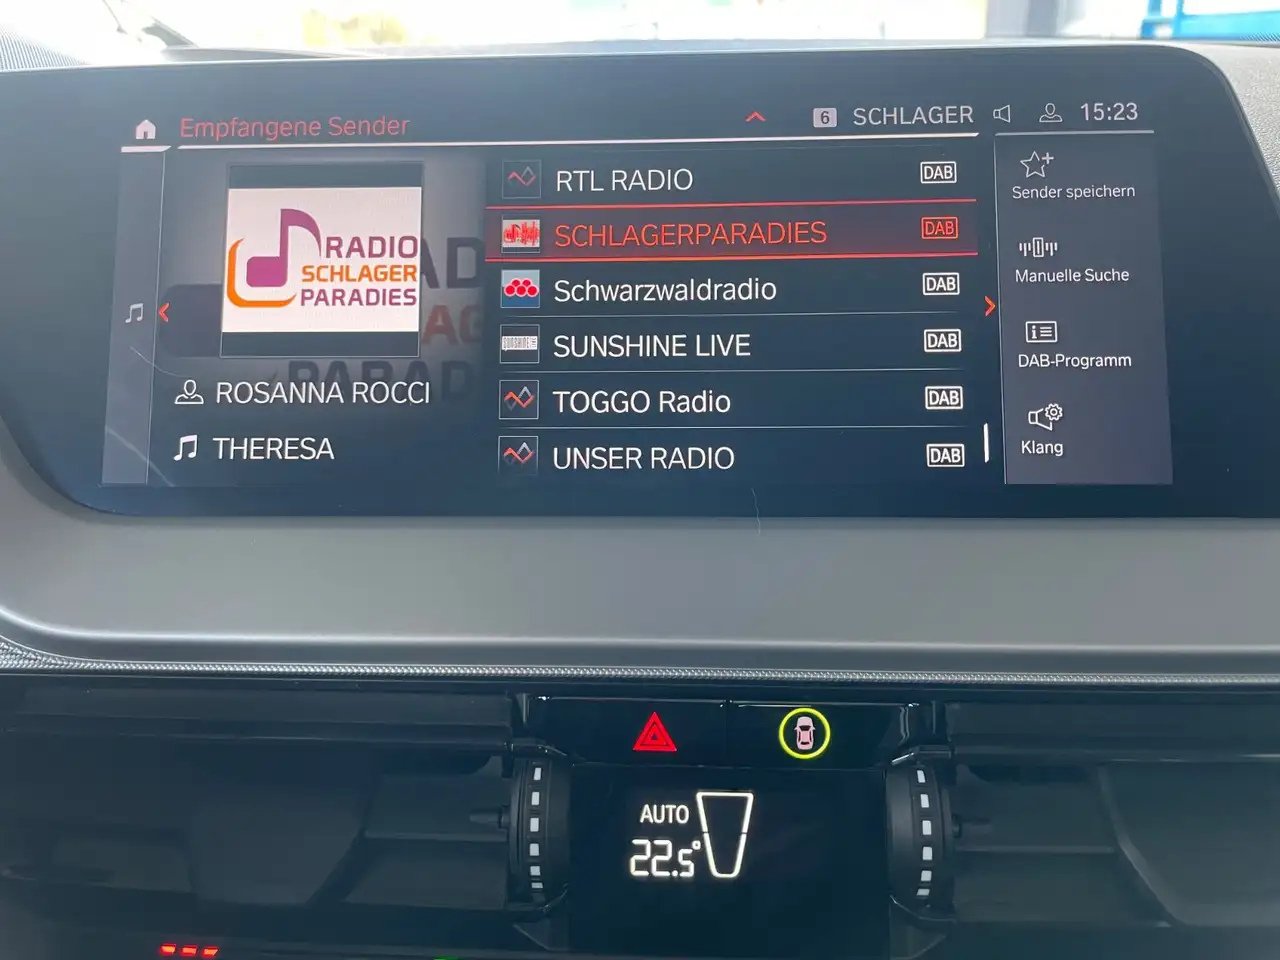 Empfangene Sender
6 SCHLAGER 15:23
RADIO
SCHLAGER
PARADIES
ROSANNA ROCCI
THERESA
RTL RADIO DAB
SCHLAGERPARADIES DAB
Schwarzwaldradio DAB
SUNSHINE LIVE DAB
TOGGO Radio DAB
UNSER RADIO DAB
Sender speichern
Manuelle Suche
DAB-Programm
Klang
AUTO
22.5°